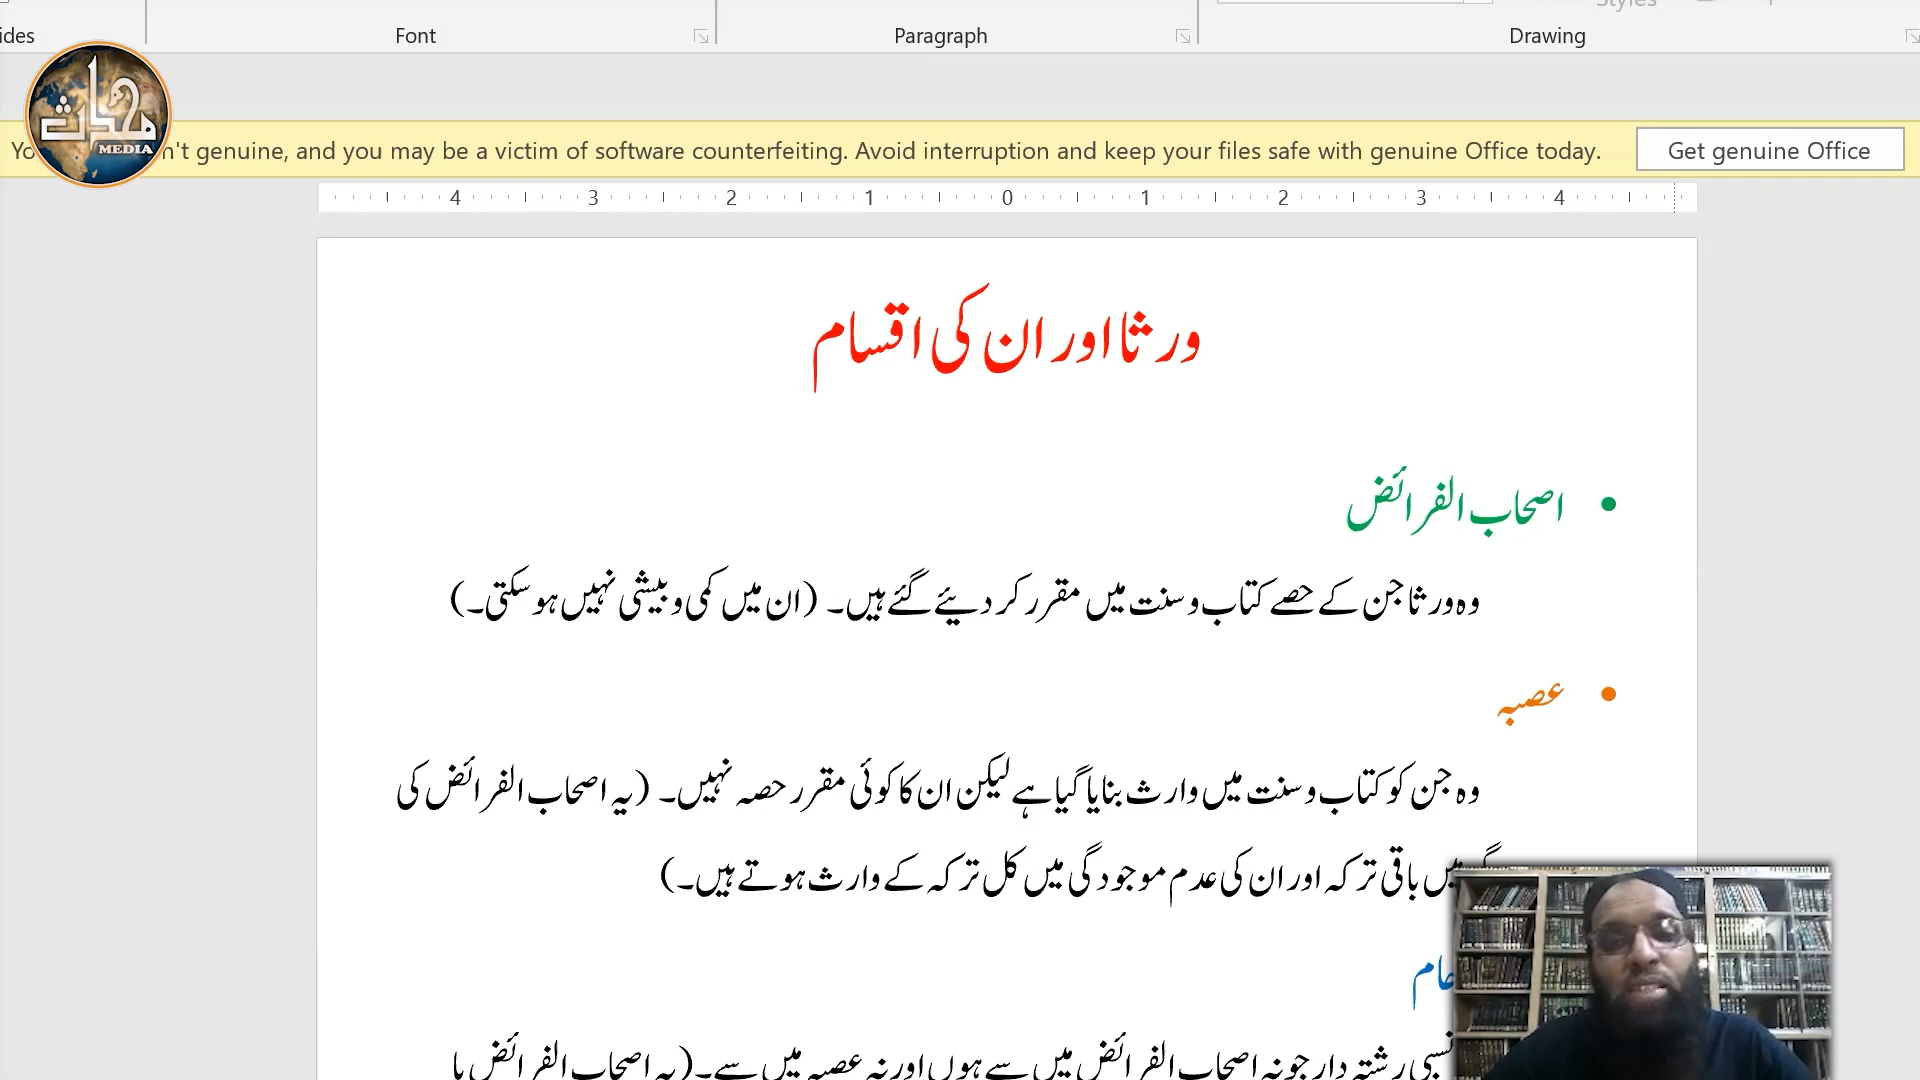 Font
Paragraph
Drawing
محدث
MEDIA
n't genuine, and you may be a victim of software counterfeiting. Avoid interruption and keep your files safe with genuine Office today.
Get genuine Office
4 3 2 1 0 1 2 3 4
ورثا اور ان کی اقسام
• اصحاب الفرائض
وہ ورثا جن کے حصے کتاب و سنت میں مقرر کر دیئے گئے ہیں۔ (ان میں کمی و بیشی نہیں ہو سکتی۔)
• عصبہ
وہ جن کو کتاب و سنت میں وارث بنایا گیا ہے لیکن ان کا کوئی مقرر حصہ نہیں۔ (یہ اصحاب الفرائض کی
میں باقی ترکہ اور ان کی عدم موجودگی میں کل ترکہ کے وارث ہوتے ہیں۔)
نسبی رشتہ دار جو نہ اصحاب الفرائض میں سے ہوں اور نہ عصبہ میں سے۔ (یہ اصحاب الفرائض یا